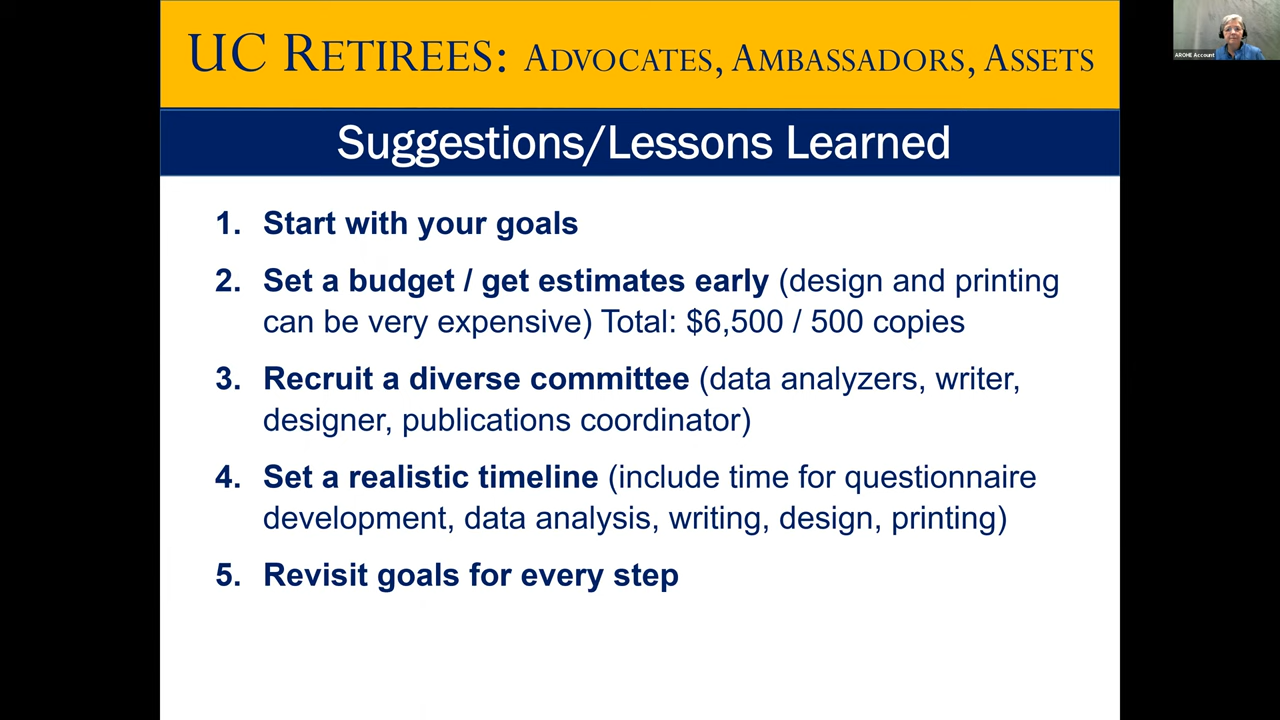 UC RETIREES: ADVOCATES, AMBASSADORS, ASSETS
AROHE Account
Suggestions/Lessons Learned
1. Start with your goals
2. Set a budget / get estimates early (design and printing
can be very expensive) Total: $6,500 / 500 copies
3. Recruit a diverse committee (data analyzers, writer,
designer, publications coordinator)
4. Set a realistic timeline (include time for questionnaire
development, data analysis, writing, design, printing)
5. Revisit goals for every step